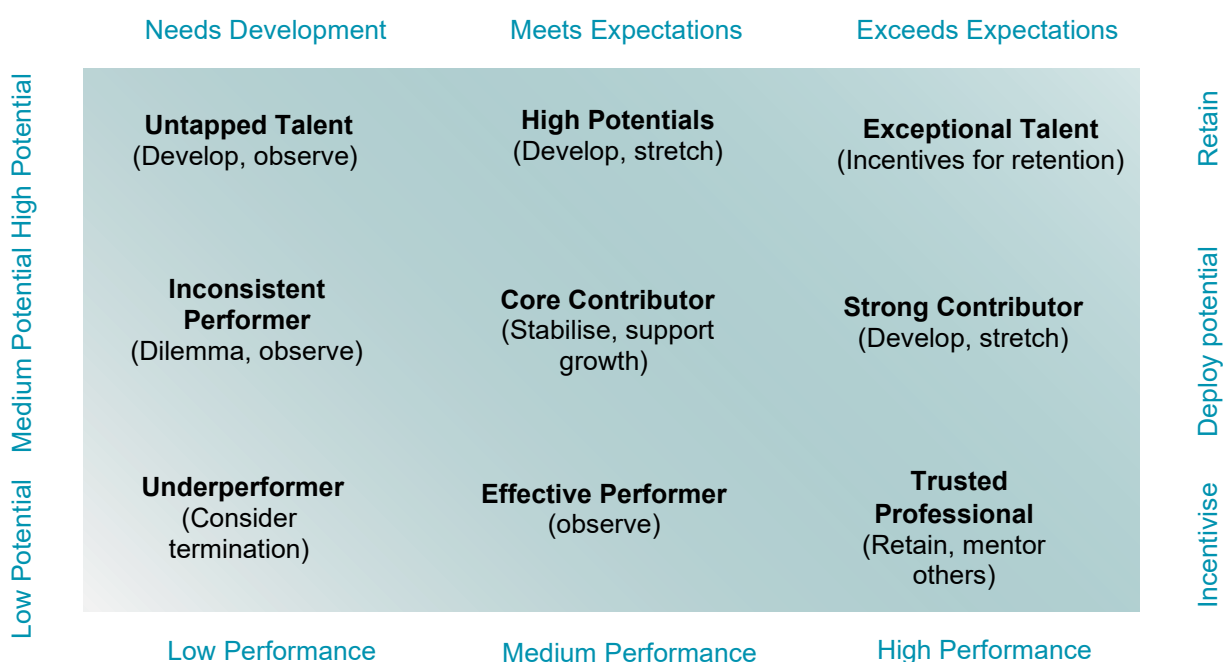 Needs Development
Meets Expectations
Exceeds Expectations
High Potential
Untapped Talent
(Develop, observe)
High Potentials
(Develop, stretch)
Exceptional Talent
(Incentives for retention)
Retain
Medium Potential
Inconsistent
Performer
(Dilemma, observe)
Core Contributor
(Stabilise, support
growth)
Strong Contributor
(Develop, stretch)
Deploy potential
Low Potential
Underperformer
(Consider
termination)
Effective Performer
(observe)
Trusted
Professional
(Retain, mentor
others)
Incentivise
Low Performance
Medium Performance
High Performance